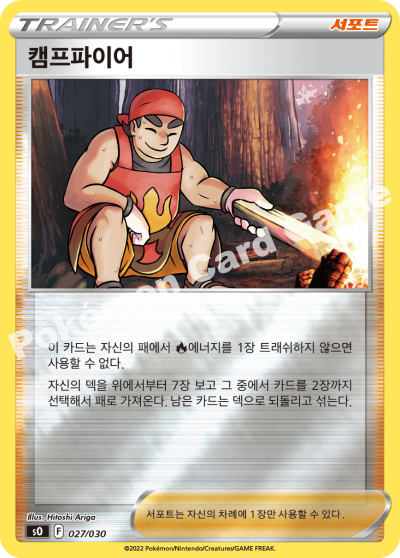 TRAINER'S
서포트
캠프파이어
Pokémon Card Game
이 카드는 자신의 패에서 에너지를 1장 트래쉬하지 않으면
사용할 수 없다.
자신의 덱을 위에서부터 7장 보고 그 중에서 카드를 2장까지
선택해서 패로 가져온다. 남은 카드는 덱으로 되돌리고 섞는다.
Illus. Hitoshi Ariga
sO F 027/030
서포트는 자신의 차례에 1장만 사용할 수 있다.
©2022 Pokémon/Nintendo/Creatures/GAME FREAK.